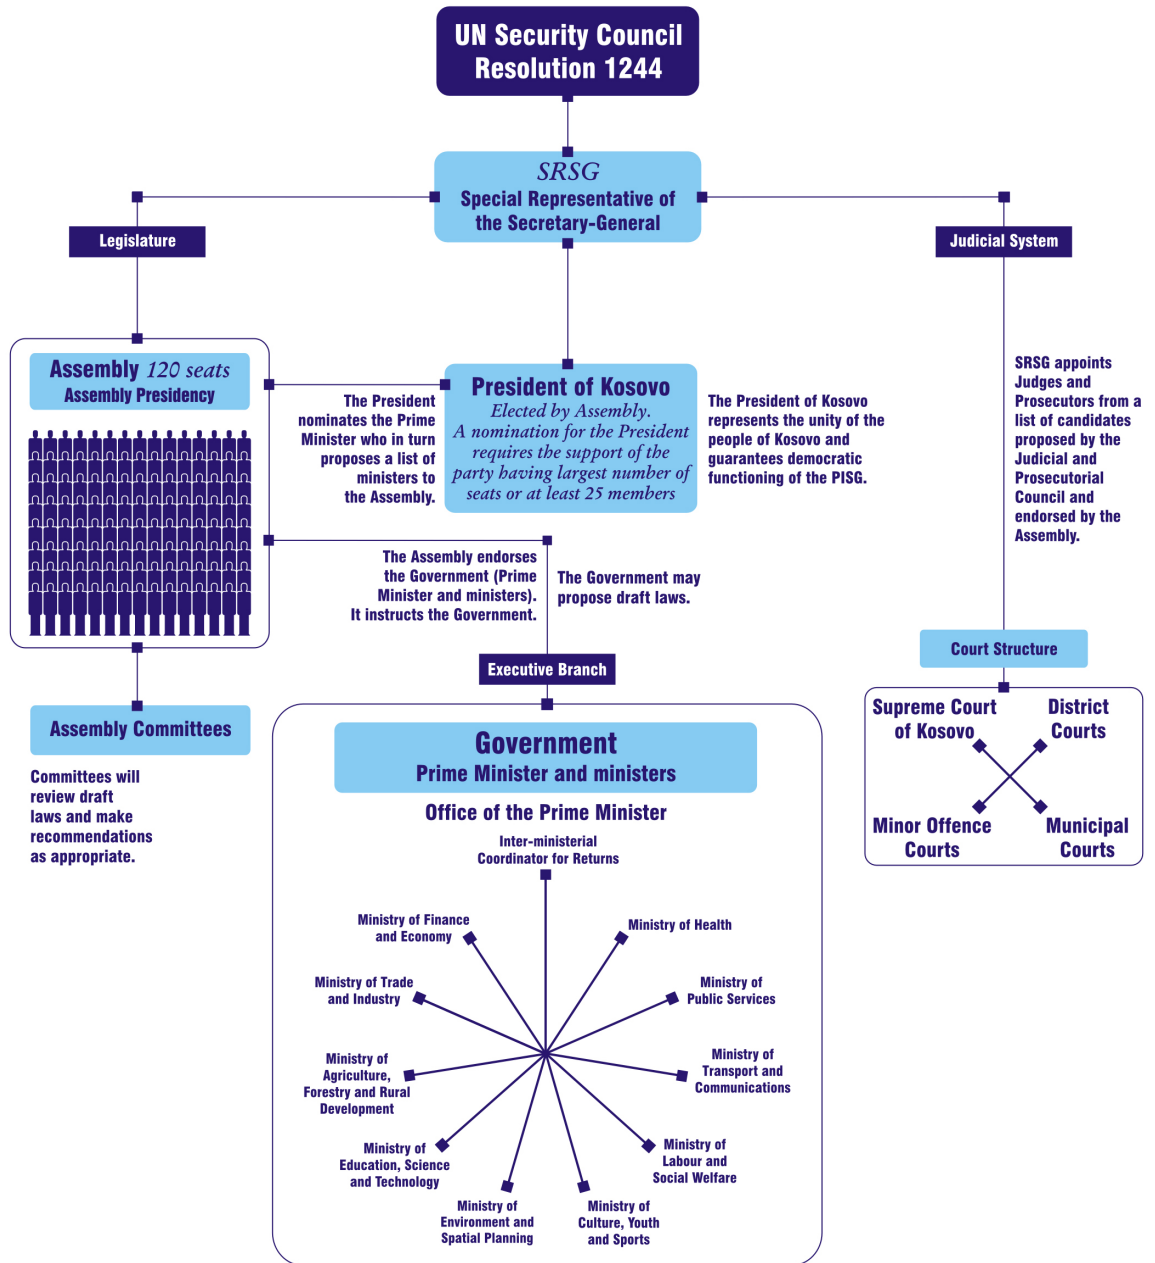 UN Security Council
Resolution 1244
SRSG
Special Representative of
the Secretary-General
Legislature
Judicial System
Assembly 120 seats
Assembly Presidency
The President
nominates the Prime
Minister who in turn
proposes a list of
ministers to
the Assembly.
President of Kosovo
Elected by Assembly.
A nomination for the President
requires the support of the
party having largest number of
seats or at least 25 members
The President of Kosovo
represents the unity of the
people of Kosovo and
guarantees democratic
functioning of the PISG.
SRSG appoints
Judges and
Prosecutors from a
list of candidates
proposed by the
Judicial and
Prosecutorial
Council and
endorsed by the
Assembly.
The Assembly endorses
the Government (Prime
Minister and ministers).
It instructs the Government.
The Government may
propose draft laws.
Executive Branch
Court Structure
Supreme Court
of Kosovo
District
Courts
Minor Offence
Courts
Municipal
Courts
Assembly Committees
Committees will
review draft
laws and make
recommendations
as appropriate.
Government
Prime Minister and ministers
Office of the Prime Minister
Inter-ministerial
Coordinator for Returns
Ministry of Finance
and Economy
Ministry of Health
Ministry of Trade
and Industry
Ministry of
Public Services
Ministry of
Agriculture,
Forestry and Rural
Development
Ministry of
Transport and
Communications
Ministry of
Education, Science
and Technology
Ministry of
Labour and
Social Welfare
Ministry of
Environment and
Spatial Planning
Ministry of
Culture, Youth
and Sports